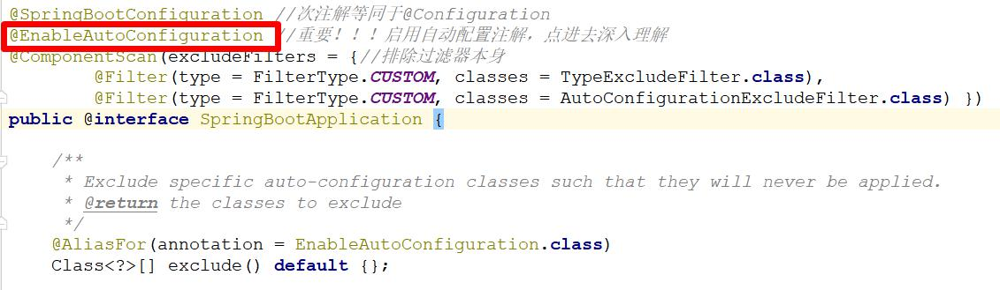 @SpringBootConfiguration //次注解等同于@Configuration
@EnableAutoConfiguration //重要！！！启用自动配置注解，点进去深入理解
@ComponentScan(excludeFilters = {//排除过滤器本身
@Filter(type = FilterType.CUSTOM, classes = TypeExcludeFilter.class),
@Filter(type = FilterType.CUSTOM, classes = AutoConfigurationExcludeFilter.class) })
public @interface SpringBootApplication {
/**
* Exclude specific auto-configuration classes such that they will never be applied.
* @return the classes to exclude
*/
@AliasFor(annotation = EnableAutoConfiguration.class)
Class<?>[] exclude() default {};